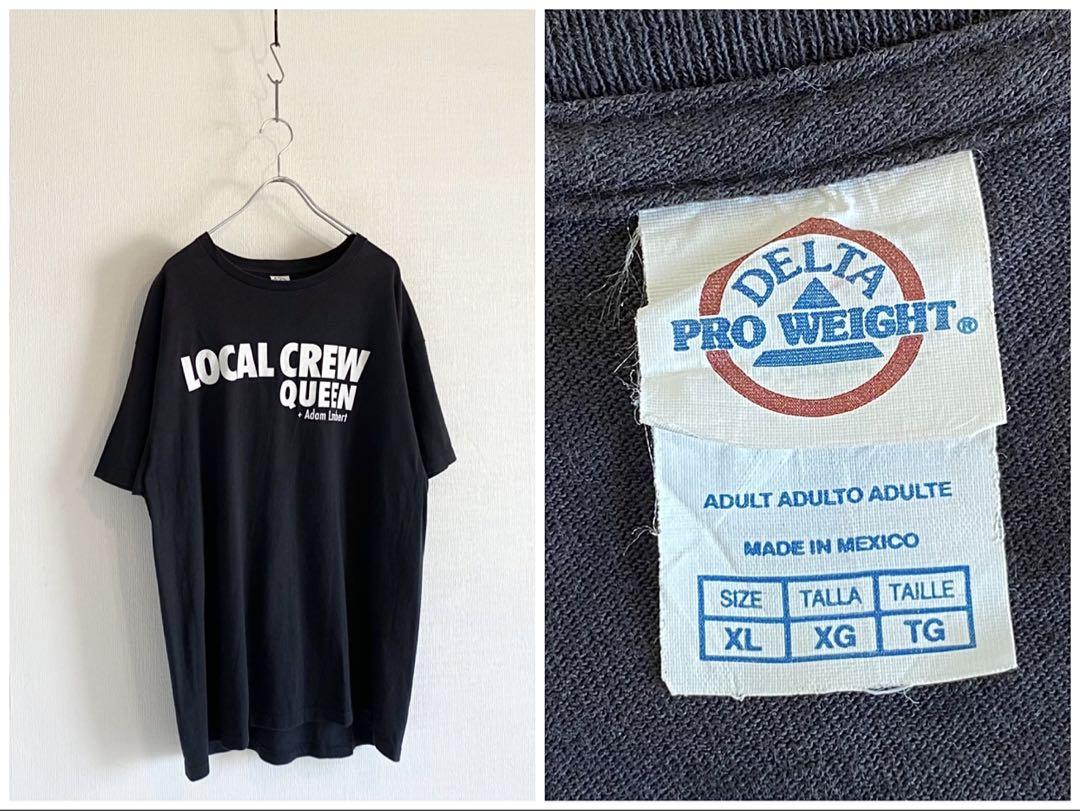 LOCAL CREW
QUEEN
+ Adam Lmbert
DELTA
PRO WEIGHT®
ADULT ADULTO ADULTE
MADE IN MEXICO
SIZE TALLA TAILLE
XL XG TG